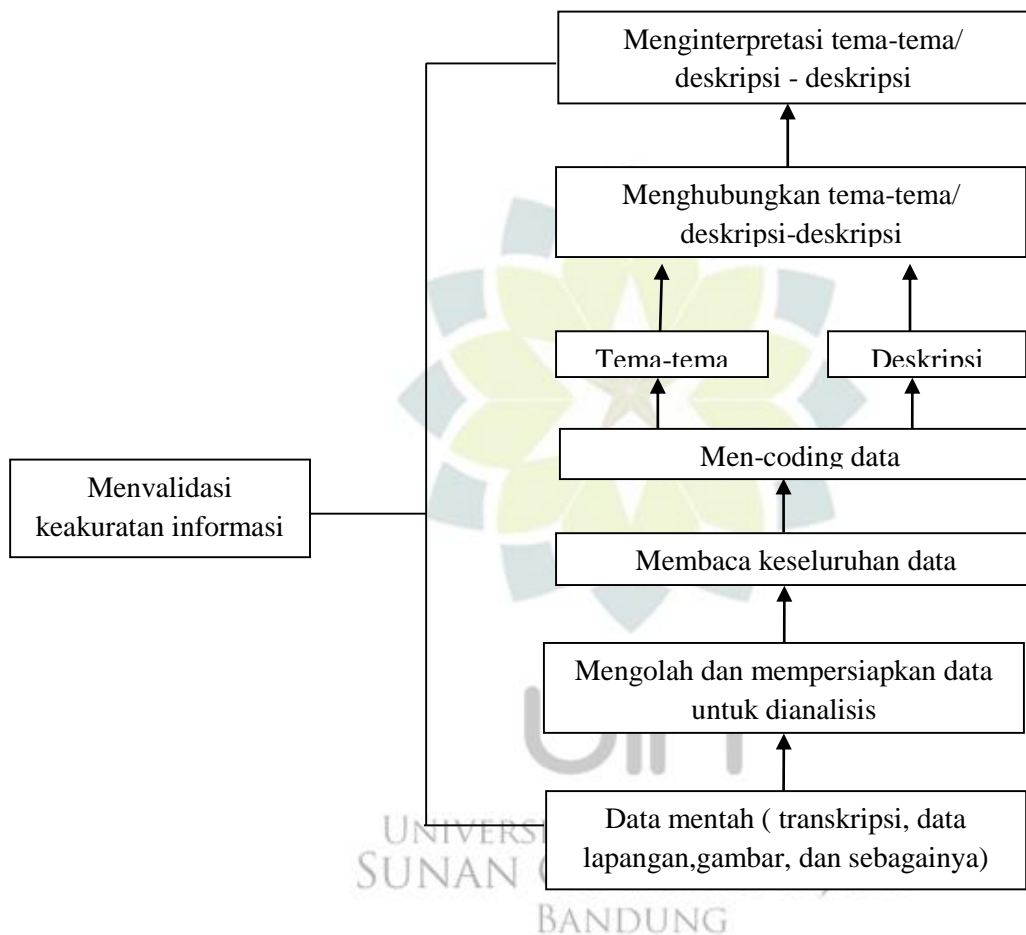 Menginterpretasi tema-tema/
deskripsi - deskripsi
Menghubungkan tema-tema/
deskripsi-deskripsi
Tema-tema
Deskripsi
Men-coding data
Menvalidasi
keakuratan informasi
Membaca keseluruhan data
Mengolah dan mempersiapkan data
untuk dianalisis
Data mentah ( transkripsi, data
lapangan,gambar, dan sebagainya)
SUNAN
BANDUNG